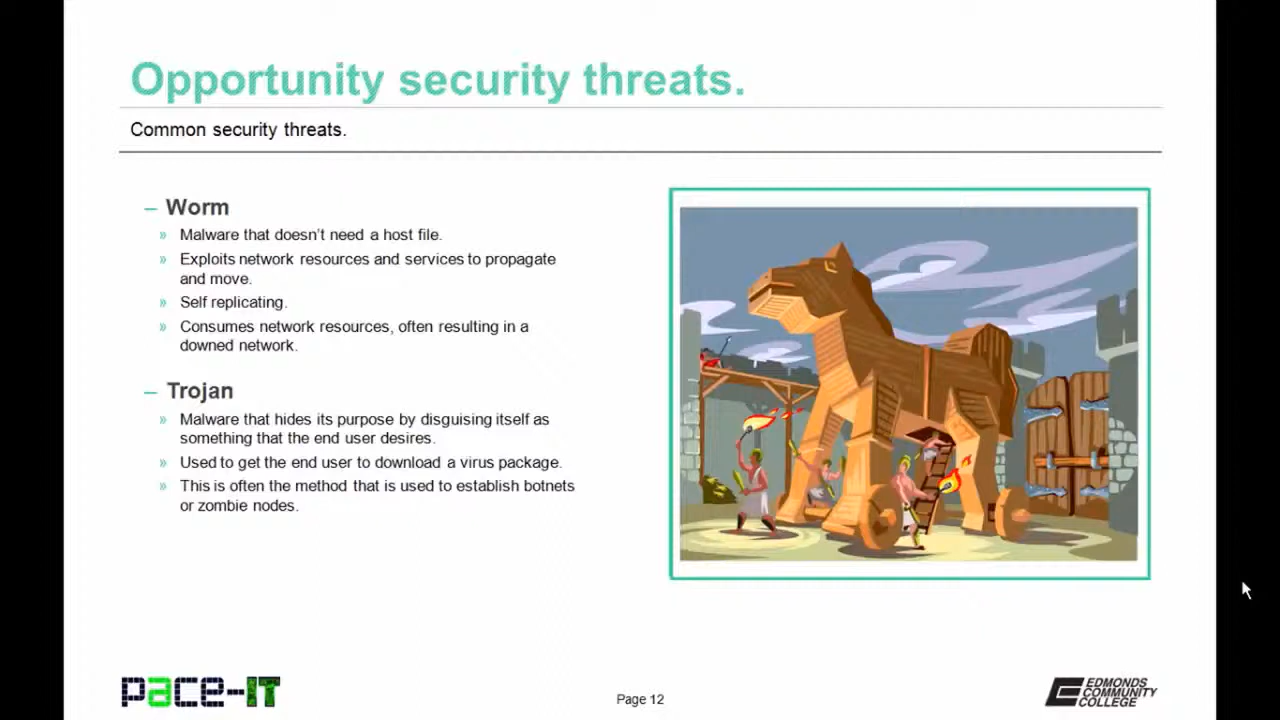 Opportunity security threats.
Common security threats.
– Worm
» Malware that doesn't need a host file.
» Exploits network resources and services to propagate
and move.
» Self replicating.
» Consumes network resources, often resulting in a
downed network.
– Trojan
» Malware that hides its purpose by disguising itself as
something that the end user desires.
» Used to get the end user to download a virus package.
» This is often the method that is used to establish botnets
or zombie nodes.
pace-IT
Page 12
EDMONDS
COMMUNITY
COLLEGE